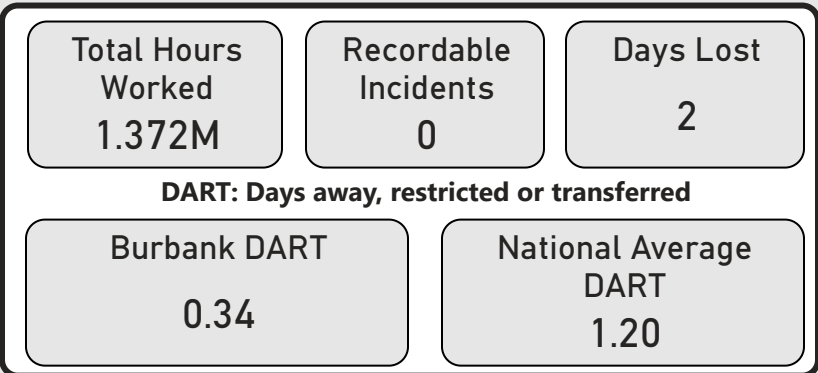 Total Hours
Worked
1.372M
Recordable
Incidents
0
Days Lost
2
DART: Days away, restricted or transferred
Burbank DART
0.34
National Average
DART
1.20